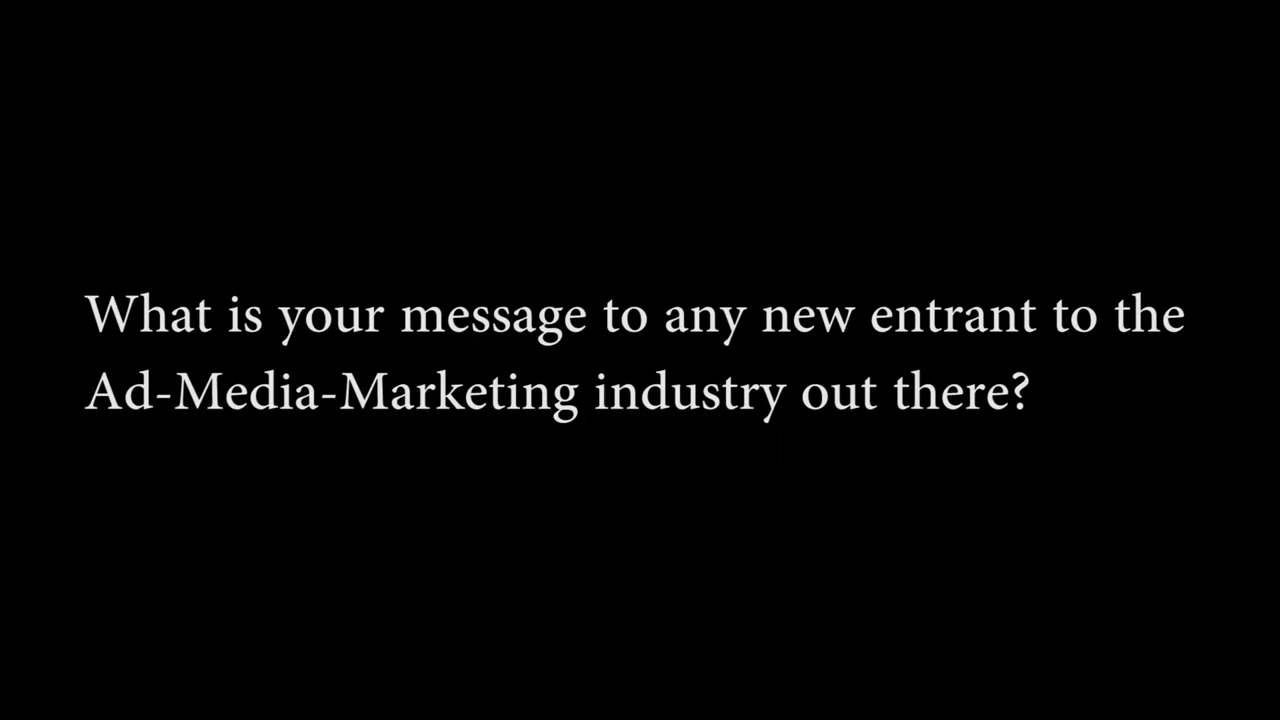 What is your message to any new entrant to the
Ad-Media-Marketing industry out there?